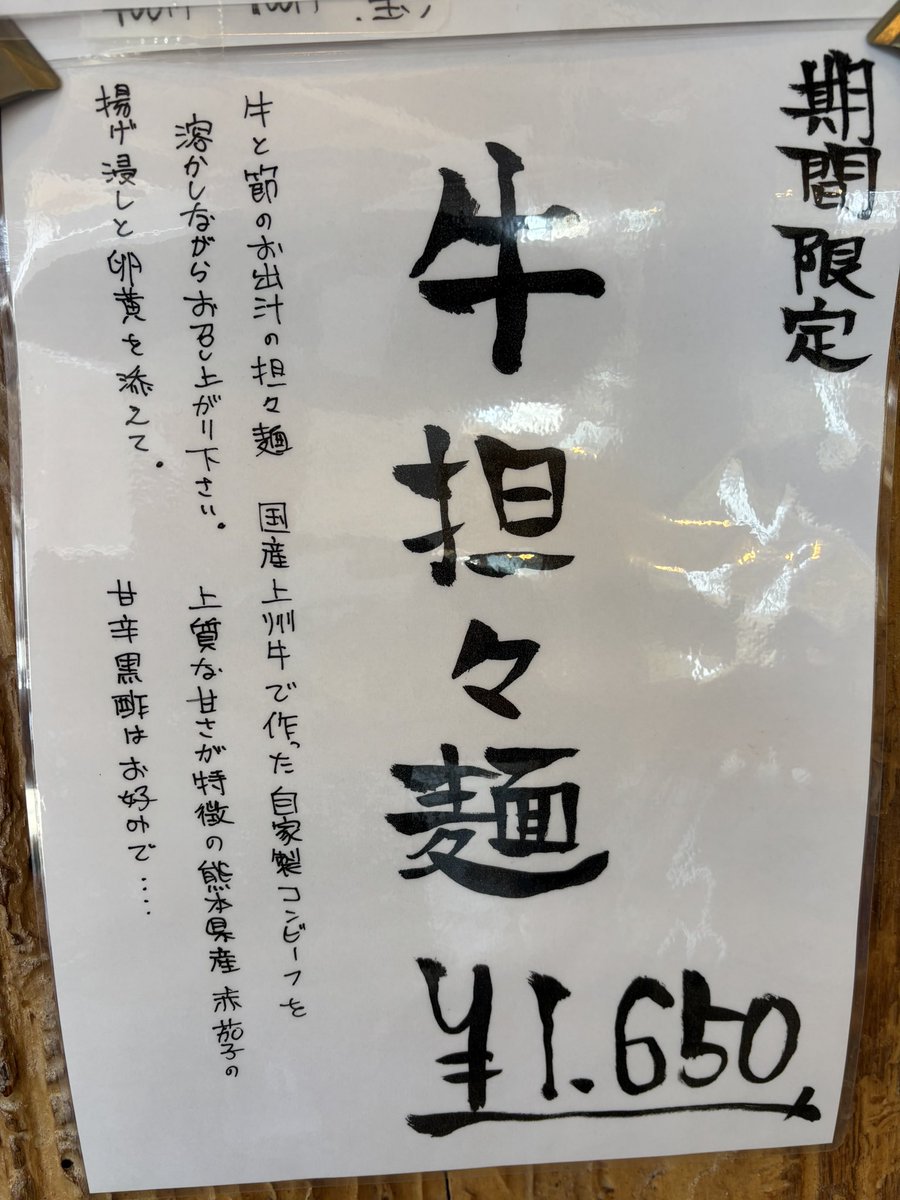 期間限定
牛担々麺 ¥1.650
牛と節のお出汁の担々麺 国産上州牛で作った自家製コンビーフを
溶かしながらお召し上がり下さい。 上質な甘さが特徴の熊本県産赤茄子の
揚げ浸しと卵黄を添えて。 甘辛黒酢はお好みで....